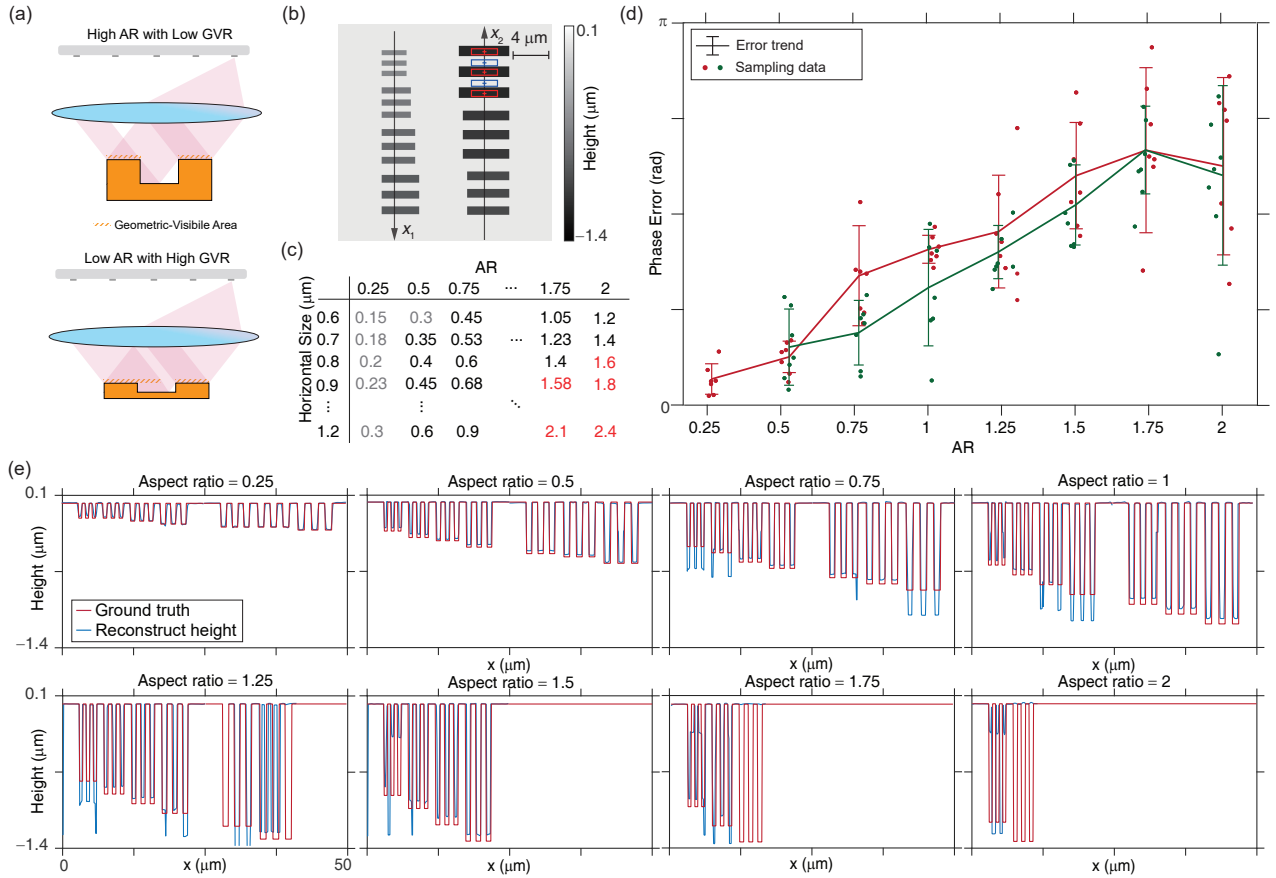 (a)
High AR with Low GVR
Geometric-Visibile Area
Low AR with High GVR
(b)
x2
4 μm
x1
0.1
Height (μm)
−1.4
(c)
AR
Horizontal Size (μm)
0.25 0.5 0.75 ... 1.75 2
0.6 0.15 0.3 0.45 1.05 1.2
0.7 0.18 0.35 0.53 ... 1.23 1.4
0.8 0.2 0.4 0.6 1.4 1.6
0.9 0.23 0.45 0.68 1.58 1.8
⋮ ⋮ ⋱
1.2 0.3 0.6 0.9 2.1 2.4
(d)
π
Error trend
Sampling data
Phase Error (rad)
0
0.25 0.5 0.75 1 1.25 1.5 1.75 2
AR
(e)
Aspect ratio = 0.25 Aspect ratio = 0.5 Aspect ratio = 0.75 Aspect ratio = 1
0.1
Height (μm)
Ground truth
Reconstruct height
−1.4
x (μm) x (μm) x (μm)
Aspect ratio = 1.25 Aspect ratio = 1.5 Aspect ratio = 1.75 Aspect ratio = 2
0.1
Height (μm)
−1.4
0 50
x (μm) x (μm) x (μm) x (μm)